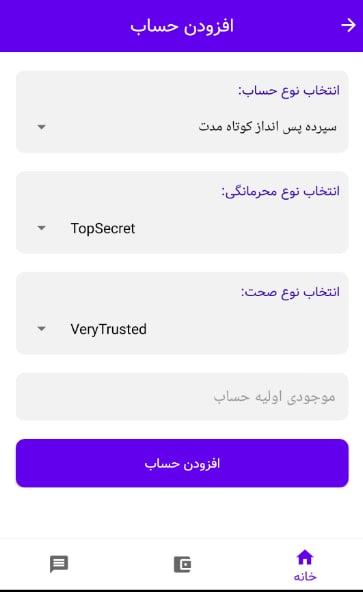 افزودن حساب
انتخاب نوع حساب:
سپرده پس انداز کوتاه مدت
انتخاب نوع محرمانگی:
TopSecret
انتخاب نوع صحت:
VeryTrusted
موجودی اولیه حساب
افزودن حساب
خانه